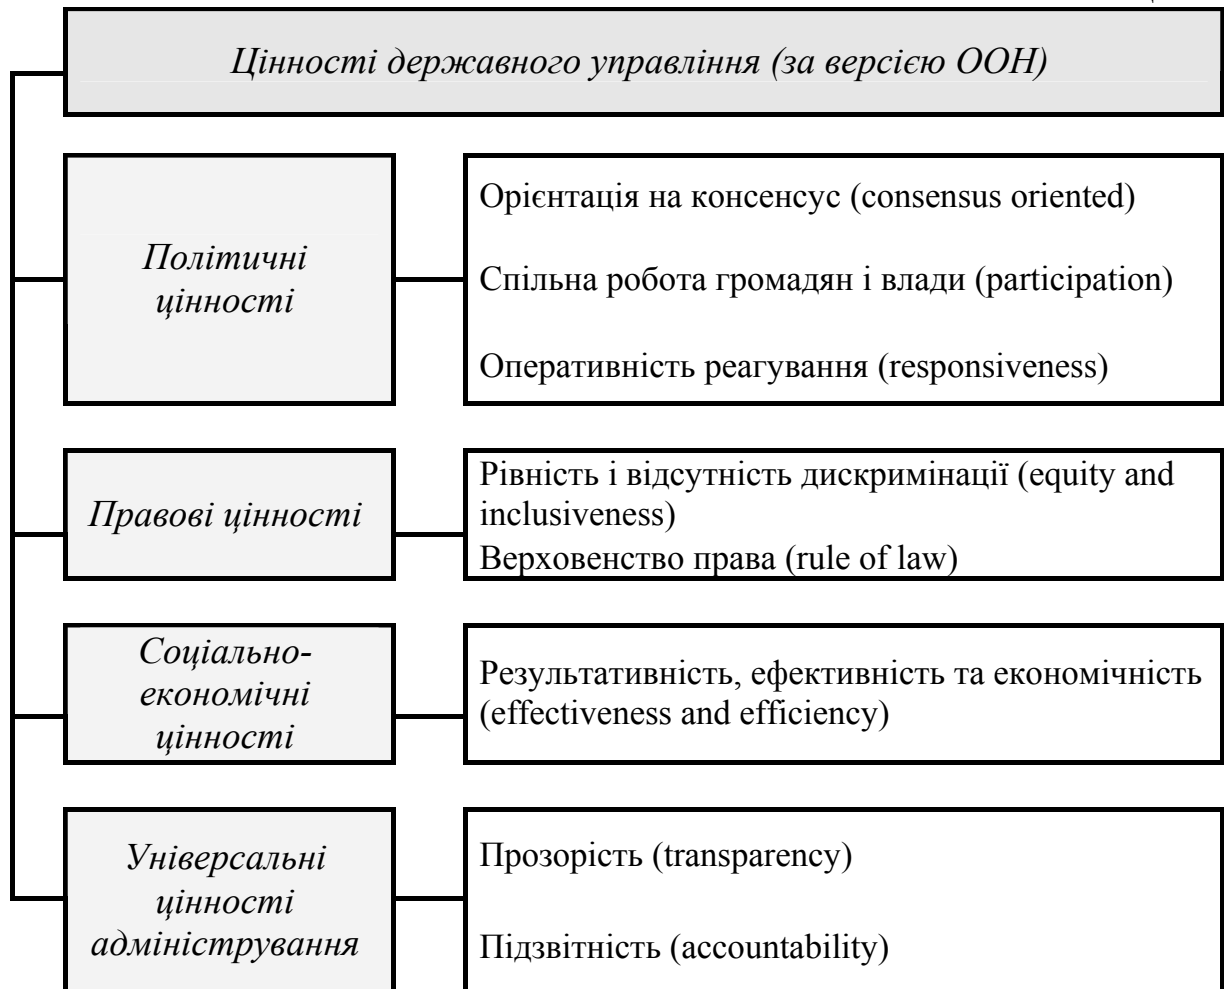 Цінності державного управління (за версією ООН)
Політичні
цінності
Орієнтація на консенсус (consensus oriented)
Спільна робота громадян і влади (participation)
Оперативність реагування (responsiveness)
Правові цінності
Рівність і відсутність дискримінації (equity and
inclusiveness)
Верховенство права (rule of law)
Соціально-
економічні
цінності
Результативність, ефективність та економічність
(effectiveness and efficiency)
Універсальні
цінності
адміністрування
Прозорість (transparency)
Підзвітність (accountability)